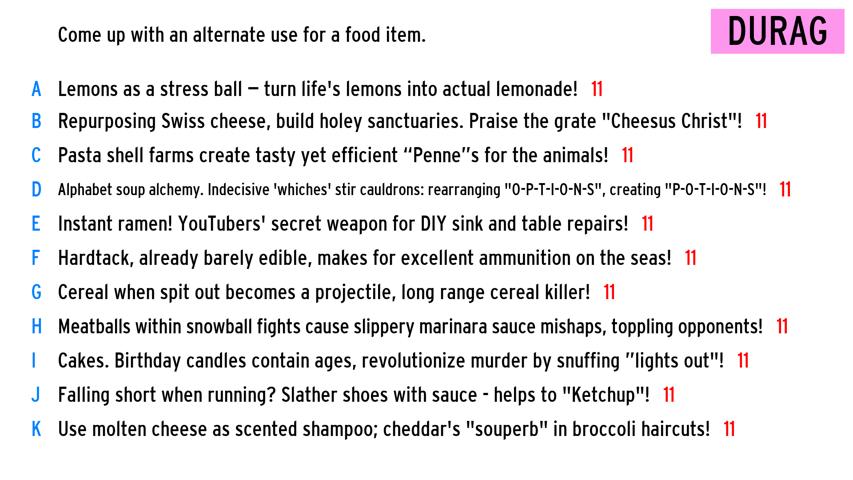 Come up with an alternate use for a food item.
DURAG
A Lemons as a stress ball – turn life's lemons into actual lemonade! 11
B Repurposing Swiss cheese, build holey sanctuaries. Praise the grate "Cheesus Christ"! 11
C Pasta shell farms create tasty yet efficient “Penne”s for the animals! 11
D Alphabet soup alchemy. Indecisive 'whiches' stir cauldrons: rearranging "O-P-T-I-O-N-S", creating "P-O-T-I-O-N-S"! 11
E Instant ramen! YouTubers' secret weapon for DIY sink and table repairs! 11
F Hardtack, already barely edible, makes for excellent ammunition on the seas! 11
G Cereal when spit out becomes a projectile, long range cereal killer! 11
H Meatballs within snowball fights cause slippery marinara sauce mishaps, toppling opponents! 11
I Cakes. Birthday candles contain ages, revolutionize murder by snuffing ”lights out"! 11
J Falling short when running? Slather shoes with sauce - helps to "Ketchup"! 11
K Use molten cheese as scented shampoo; cheddar's "souperb" in broccoli haircuts! 11